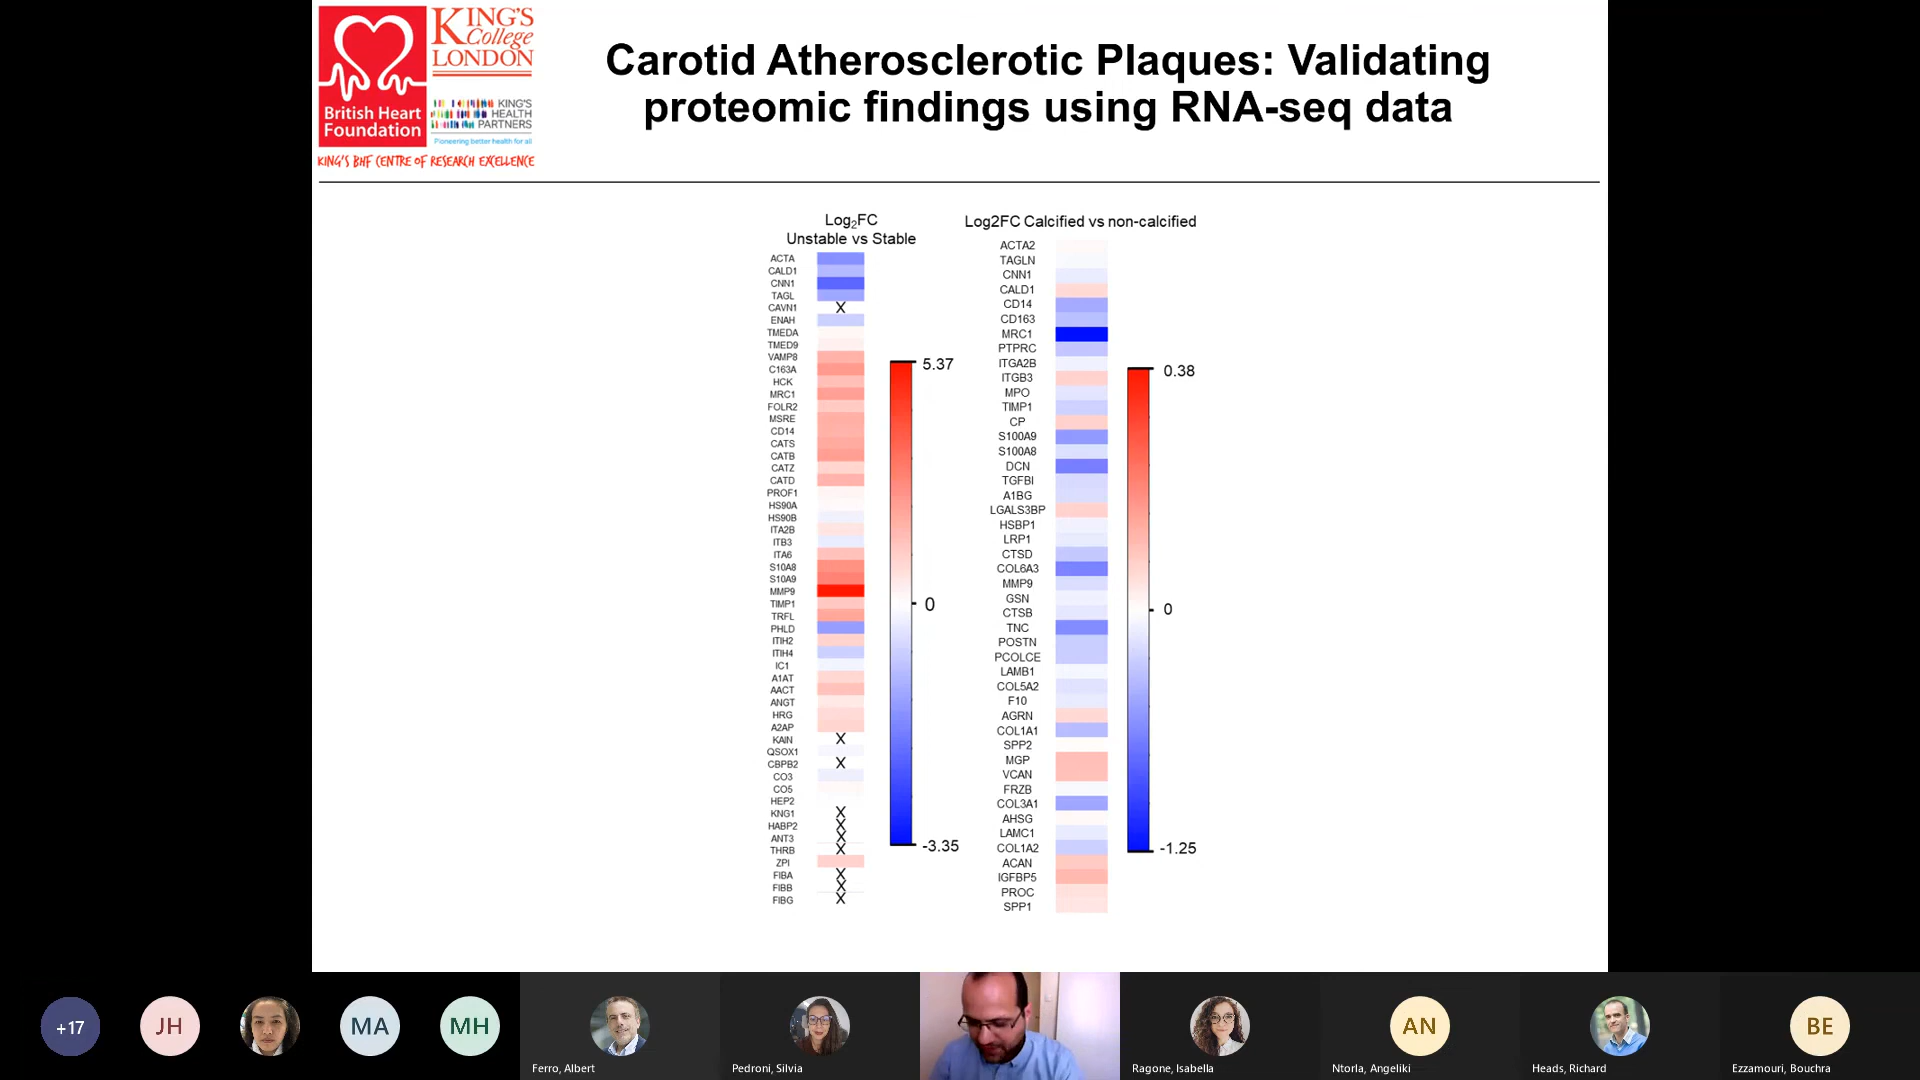 British Heart
Foundation
KING'S
College
LONDON
KING'S
HEALTH
PARTNERS
Pioneering better health for all
KING'S BHF CENTRE OF RESEARCH EXCELLENCE
Carotid Atherosclerotic Plaques: Validating
proteomic findings using RNA-seq data
Log₂FC
Unstable vs Stable
ACTA
CALD1
CNN1
TAGL
CAVN1 X
ENAH
TMEDA
TMED9
VAMP8
C163A
HCK
MRC1
FOLR2
MSRE
CD14
CATS
CATB
CATZ
CATD
PROF1
HS90A
HS90B
ITA2B
ITB3
ITA6
S10A8
S10A9
MMP9
TIMP1
TRFL
PHLD
ITIH2
ITIH4
IC1
A1AT
AACT
ANGT
HRG
A2AP
KAIN X
QSOX1
CBPB2 X
CO3
CO5
HEP2
KNG1 X
HABP2 X
ANT3 X
THRB X
ZPI
FIBA X
FIBB X
FIBG X
5.37
0
-3.35
Log2FC Calcified vs non-calcified
ACTA2
TAGLN
CNN1
CALD1
CD14
CD163
MRC1
PTPRC
ITGA2B
ITGB3
MPO
TIMP1
CP
S100A9
S100A8
DCN
TGFBI
A1BG
LGALS3BP
HSBP1
LRP1
CTSD
COL6A3
MMP9
GSN
CTSB
TNC
POSTN
PCOLCE
LAMB1
COL5A2
F10
AGRN
COL1A1
SPP2
MGP
VCAN
FRZB
COL3A1
AHSG
LAMC1
COL1A2
ACAN
IGFBP5
PROC
SPP1
0.38
0
-1.25
+17
JH
MA
MH
Ferro, Albert
Pedroni, Silvia
Ragone, Isabella
AN
Ntorla, Angeliki
Heads, Richard
BE
Ezzamouri, Bouchra